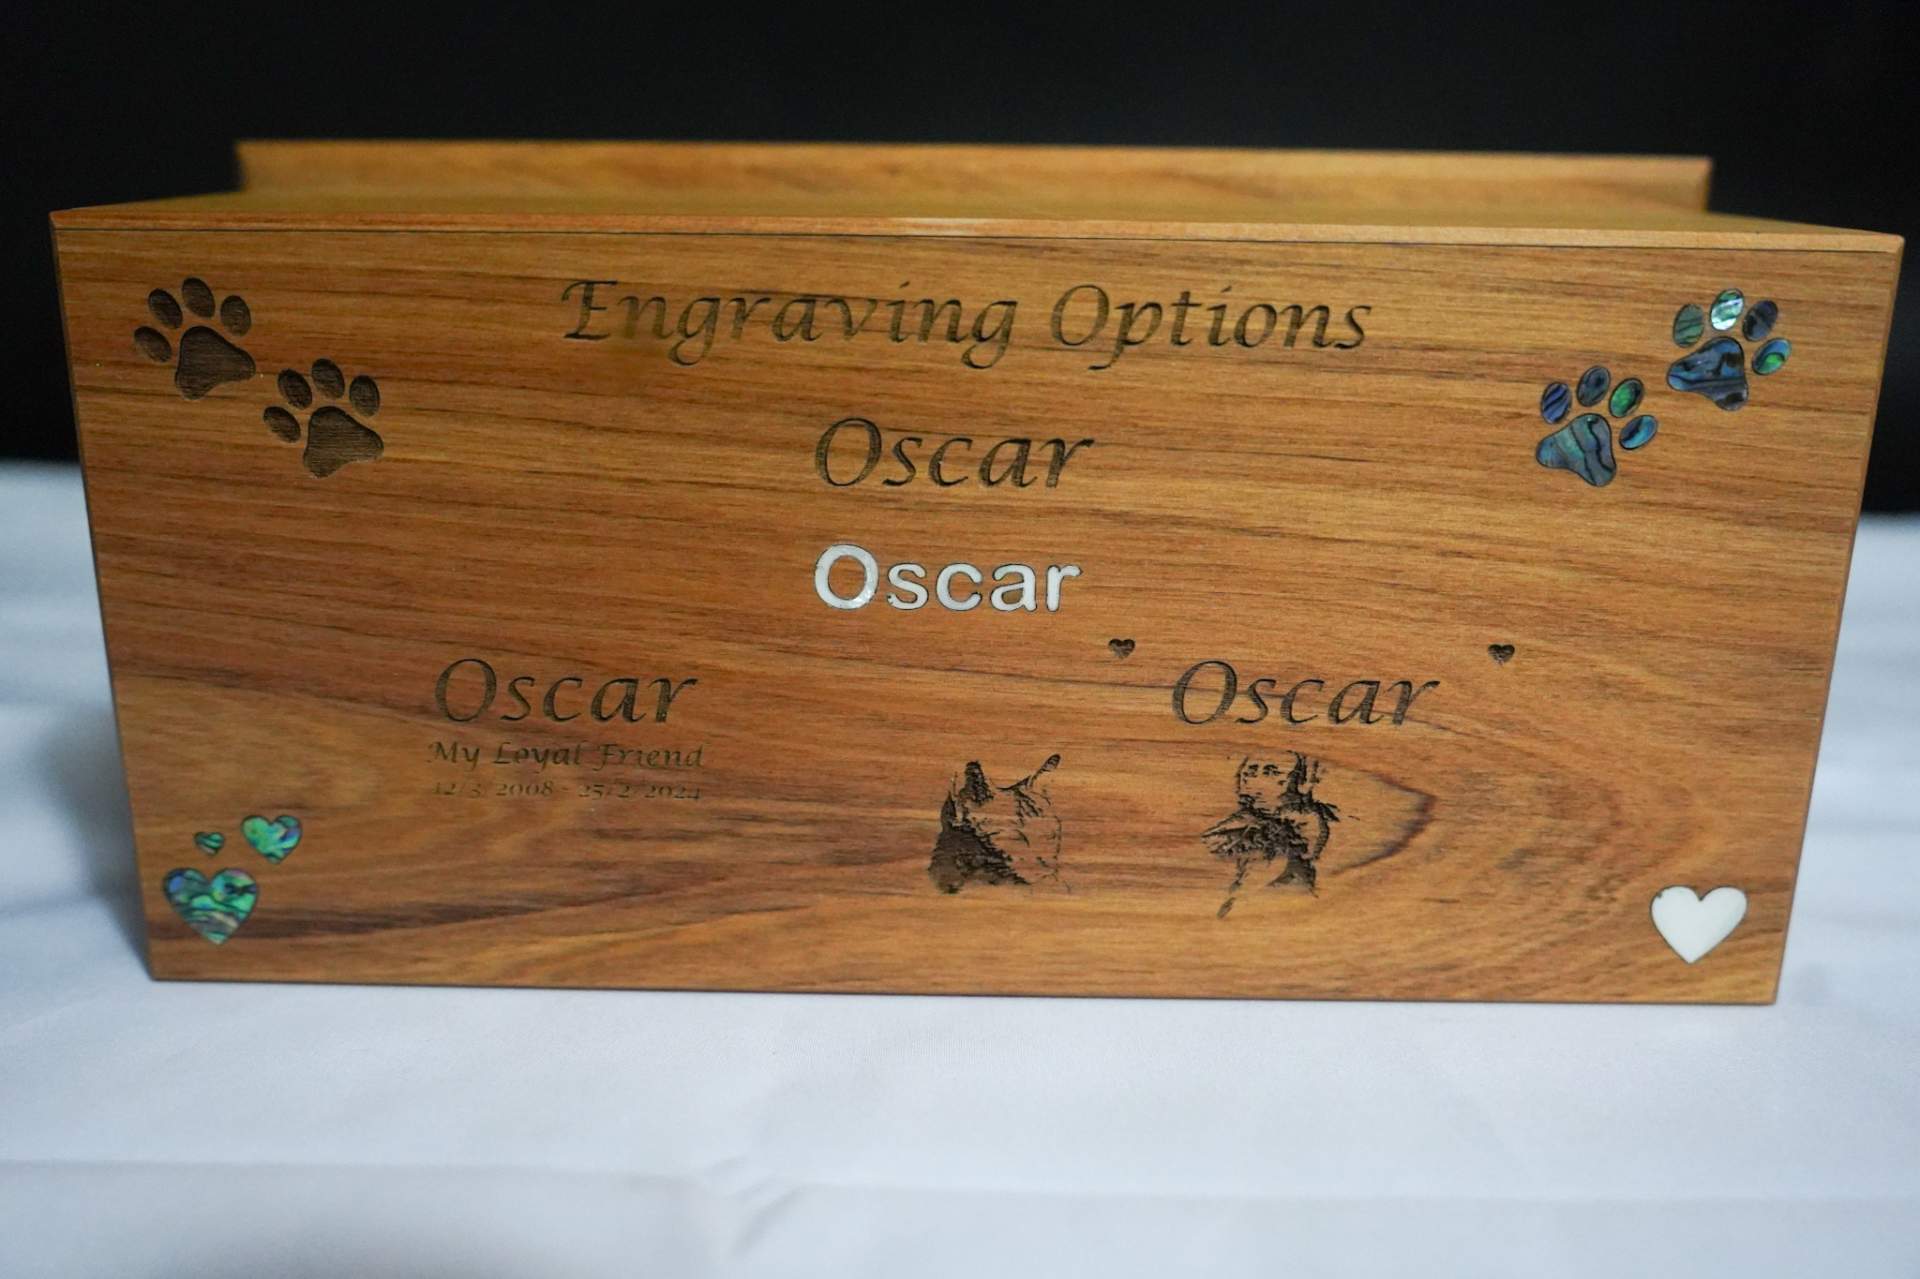 Engraving Options
Oscar
Oscar
Oscar
My Loyal Friend
12/3/2008 - 25/2/2024
Oscar